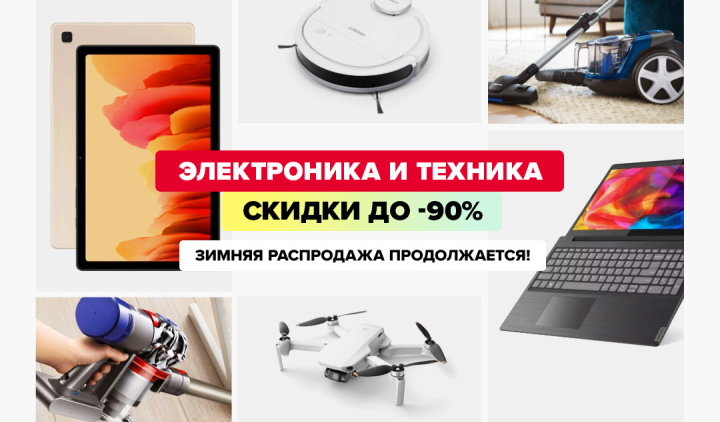 ЭЛЕКТРОНИКА И ТЕХНИКА
СКИДКИ ДО -90%
ЗИМНЯЯ РАСПРОДАЖА ПРОДОЛЖАЕТСЯ!